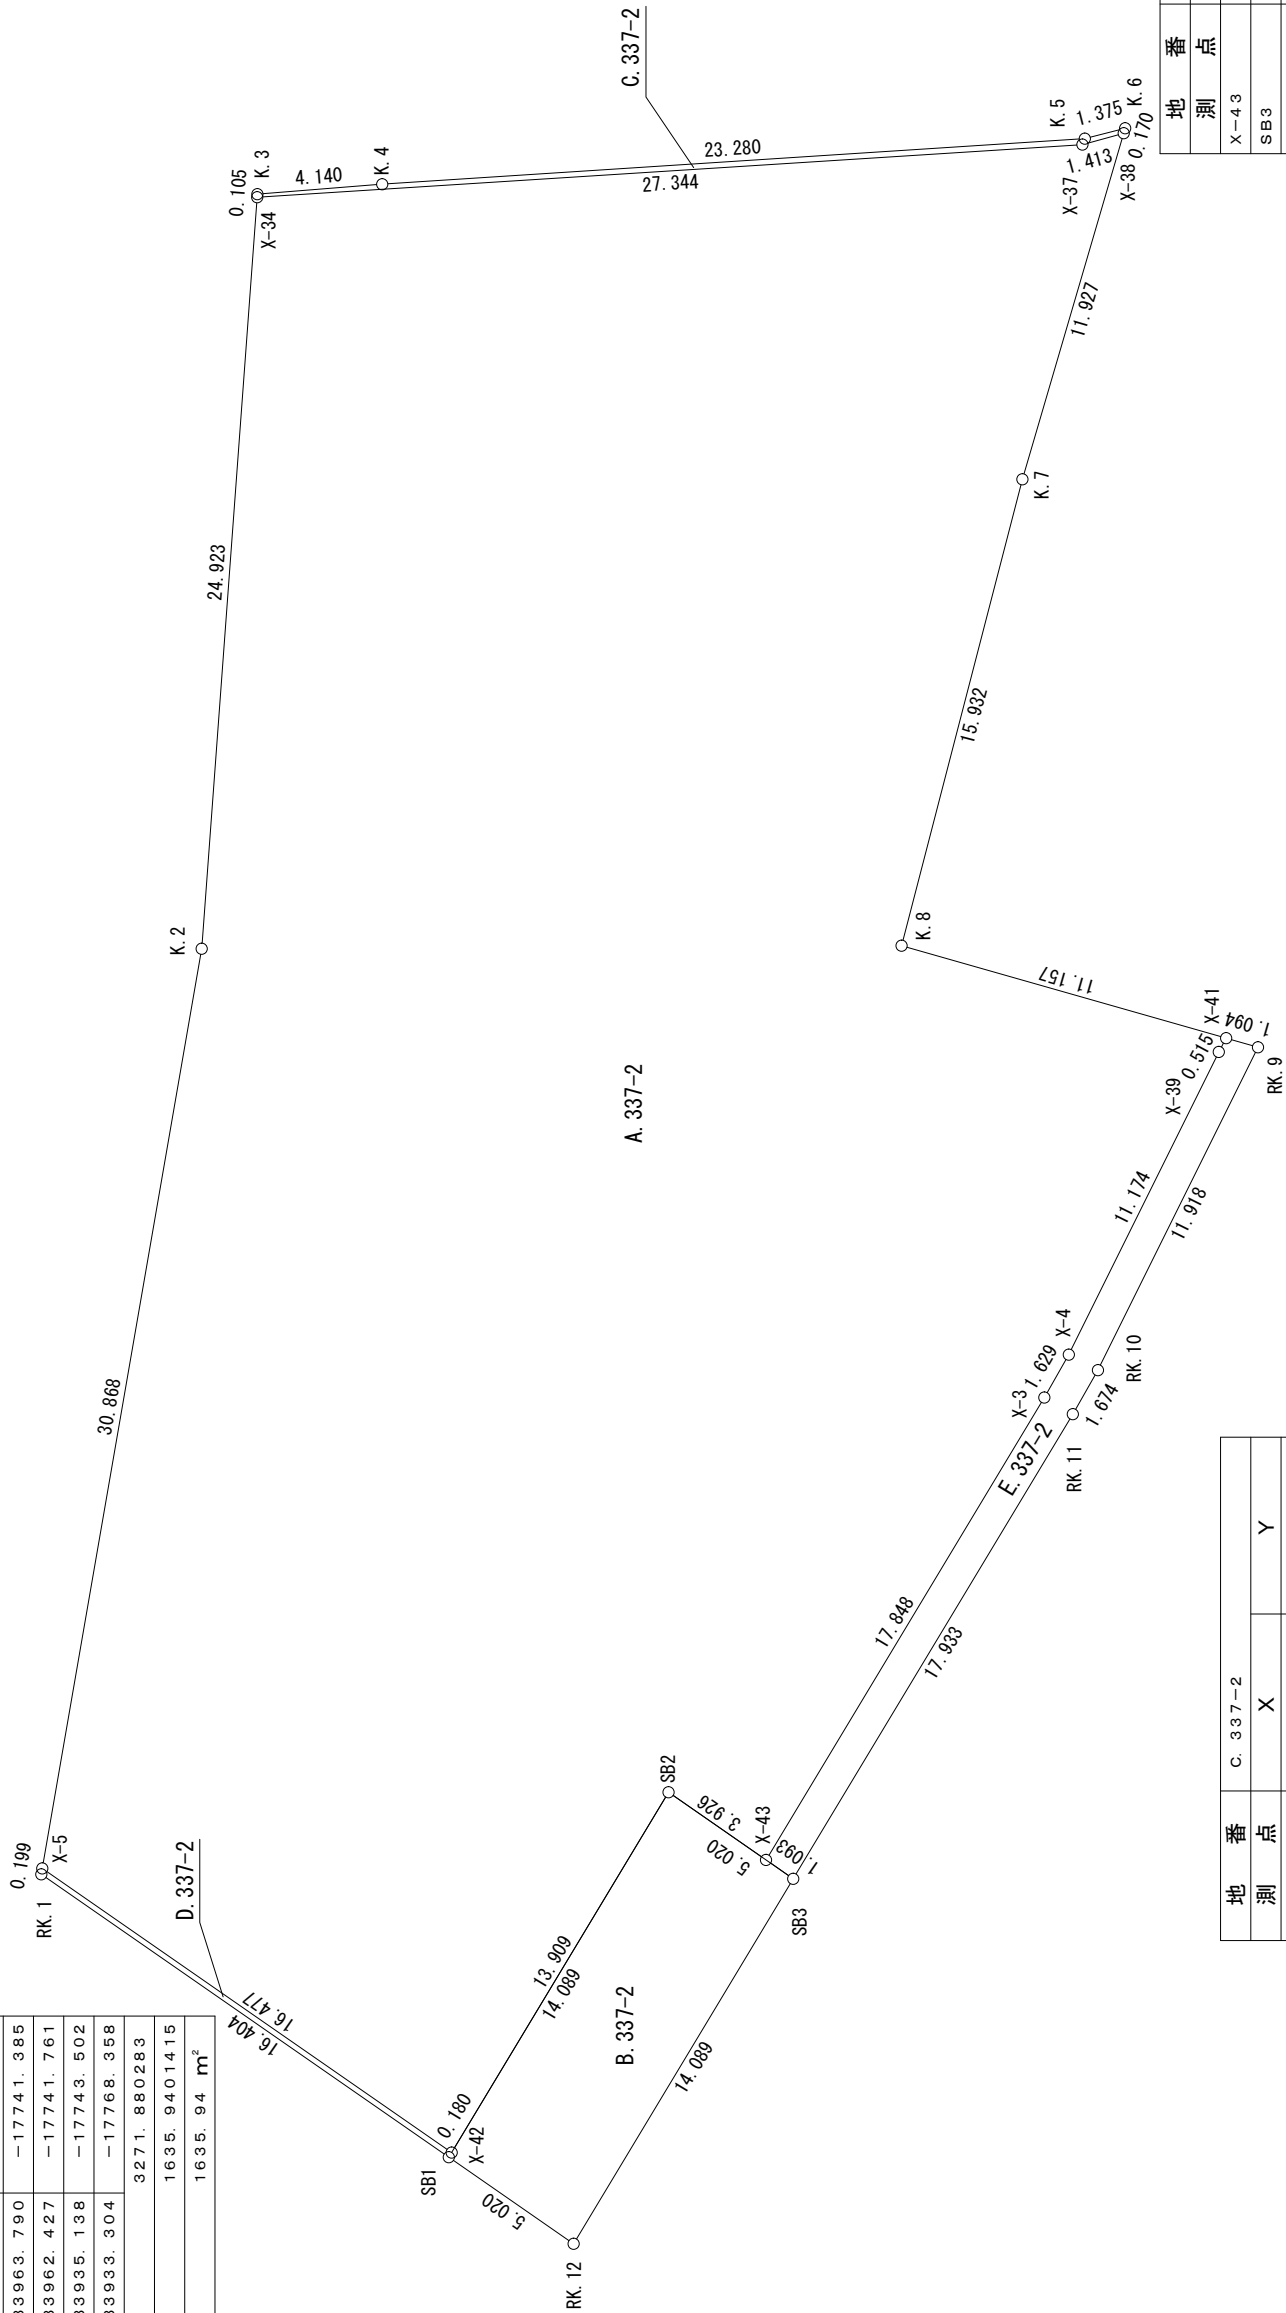 C. 337-2
K. 3
0. 105
X-34
4. 140
K. 4
23. 280
27. 344
K. 5
1. 375
K. 6
X-37
1. 413
X-38
0. 170
11. 927
K. 7
15. 932
K. 8
11. 157
X-41
1. 094
0. 515
X-39
RK. 9
24. 923
K. 2
30. 868
A. 337-2
11. 174
11. 918
X-4
1. 629
X-3
RK. 10
1. 674
RK. 11
E. 337-2
17. 848
17. 933
SB2
3. 926
X-43
5. 020
1. 093
SB3
0. 199
X-5
RK. 1
D. 337-2
16. 477
16. 404
13. 909
14. 089
B. 337-2
14. 089
0. 180
X-42
SB1
5. 020
RK. 12
地 番
測 点
X-43
SB3
地 番 C. 337-2
測 点 X Y
33963. 790 -17741. 385
33962. 427 -17741. 761
33935. 138 -17743. 502
33933. 304 -17768. 358
3271. 880283
1635. 9401415
1635. 94 m²